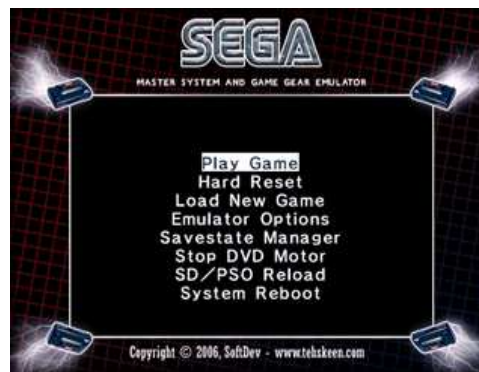 SEGA
MASTER SYSTEM AND GAME GEAR EMULATOR
Play Game
Hard Reset
Load New Game
Emulator Options
Savestate Manager
Stop DVD Motor
SD/PSO Reload
System Reboot
Copyright © 2006, SoftDev - www.tehskeen.com